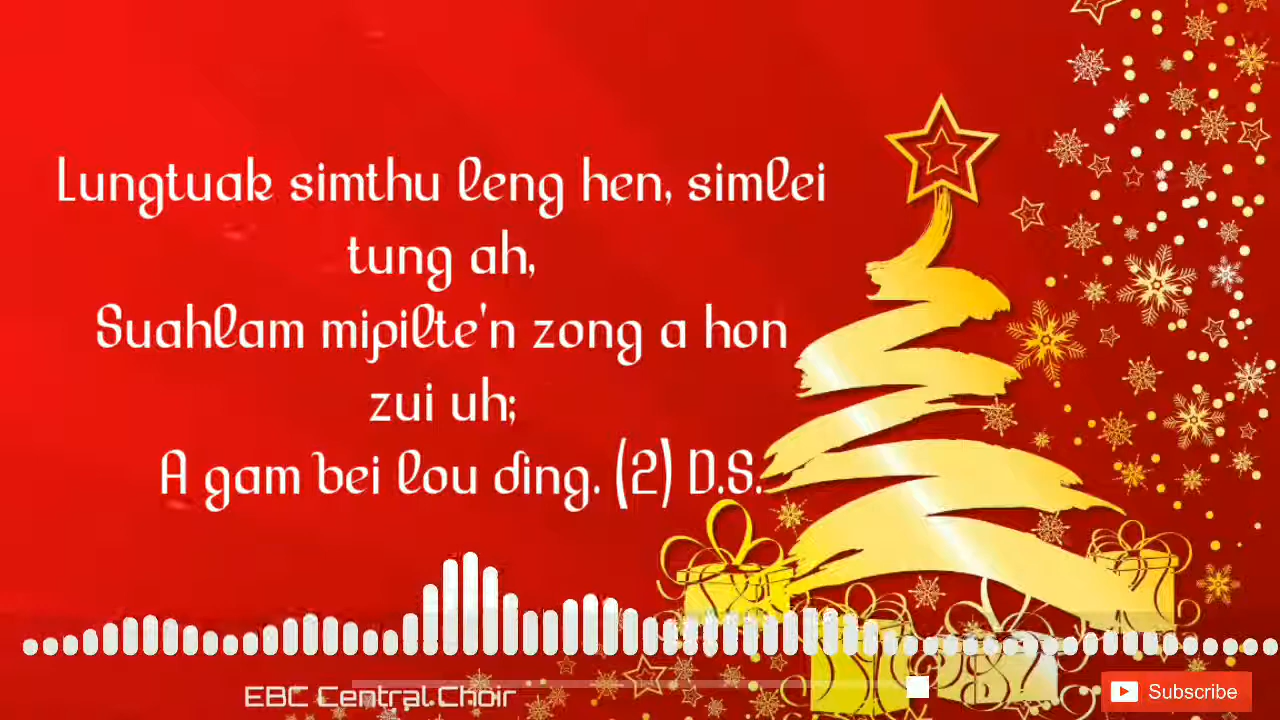 Lungtuak simthu leng hen, simlei
tung ah,
Suahlam mipilte'n zong a hon
zui uh;
A gam bei lou ding. (2) D.S.
EBC Central Choir
Subscribe